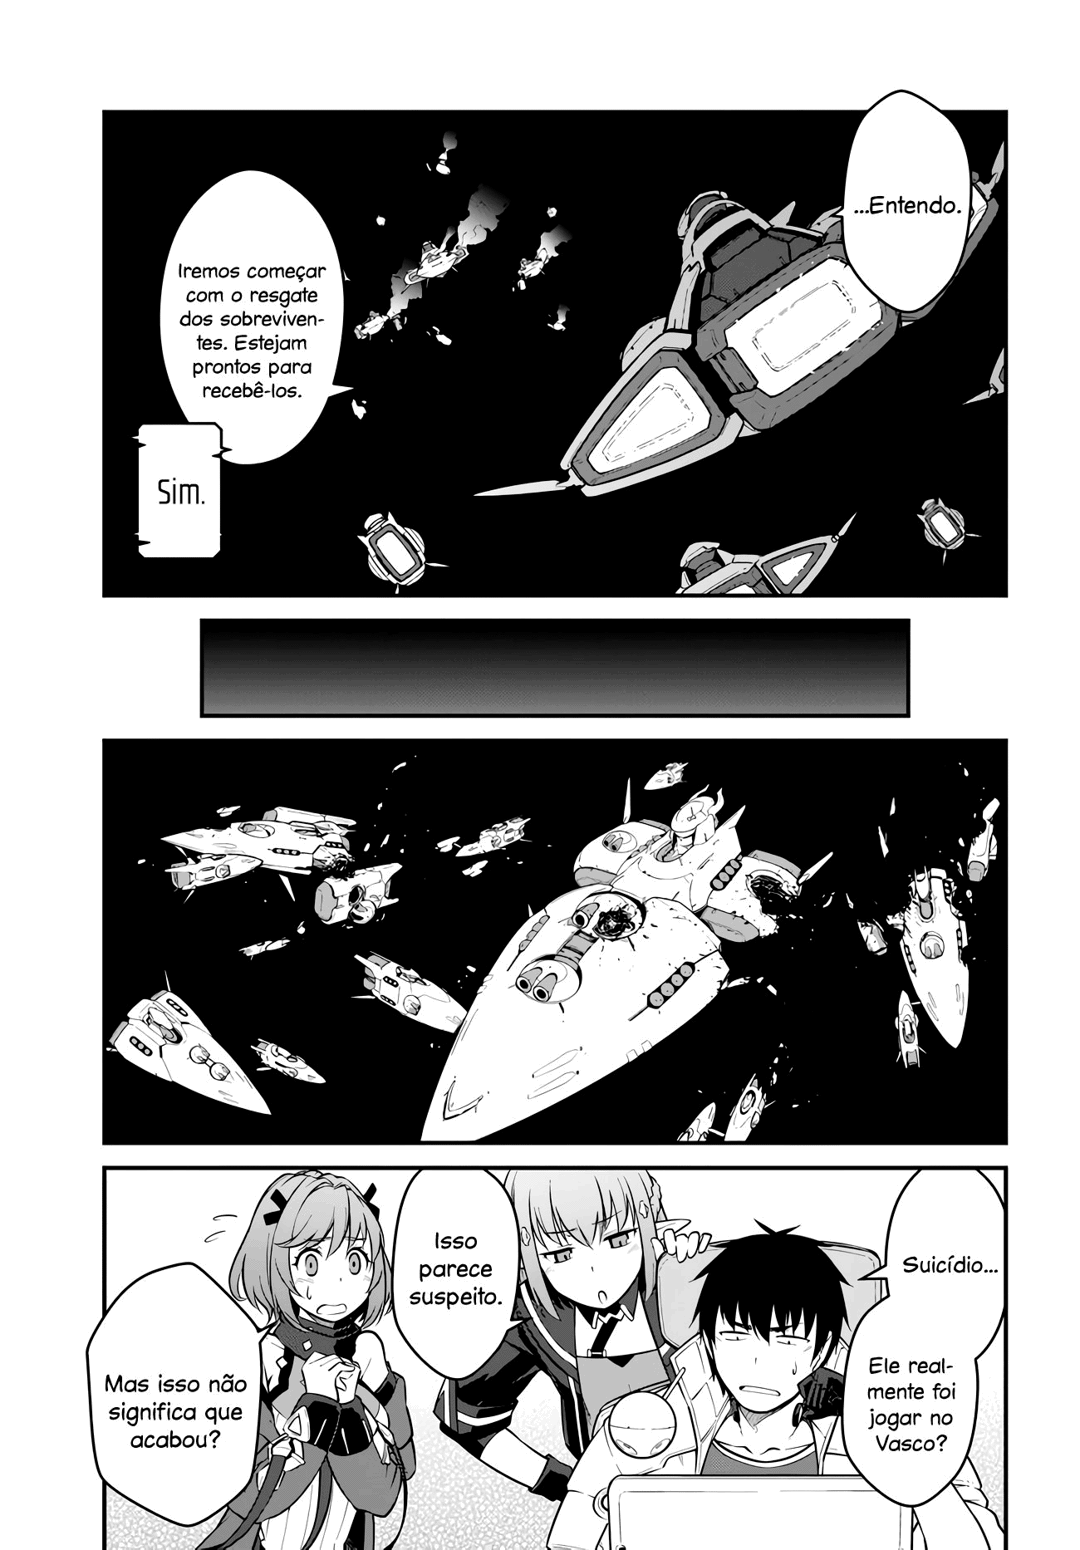 ...Entendo.
Iremos começar
com o resgate
dos sobreviven-
tes. Estejam
prontos para
recebê-los.
Sim.
Suicídio...
Ele real-
mente foi
jogar no
Vasco?
Isso
parece
suspeito.
Mas isso não
significa que
acabou?